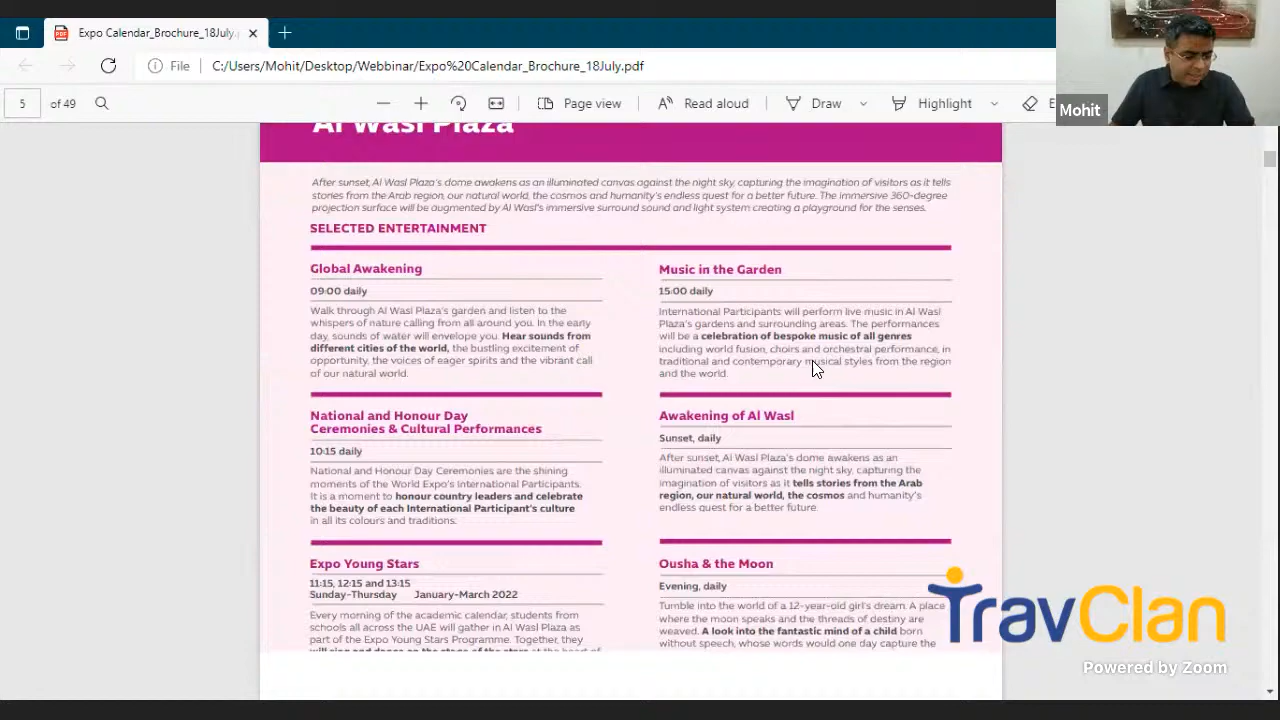 Expo Calendar_Brochure_18July.p
File
C:/Users/Mohit/Desktop/Webbinar/Expo%20Calendar_Brochure_18July.pdf
5
of 49
Page view
Read aloud
Draw
Highlight
Mohit
Al Wasl Plaza
After sunset, Al Wasl Plaza's dome awakens as an illuminated canvas against the night sky, capturing the imagination of visitors as it tells
stories from the Arab region, our natural world, the cosmos and humanity's endless quest for a better future. The immersive 360-degree
projection surface will be augmented by Al Wasl's immersive surround sound and light system creating a playground for the senses.
SELECTED ENTERTAINMENT
Global Awakening
09:00 daily
Walk through Al Wasl Plaza's garden and listen to the
whispers of nature calling from all around you. In the early
day, sounds of water will envelope you. Hear sounds from
different cities of the world, the bustling excitement of
opportunity, the voices of eager spirits and the vibrant call
of our natural world.
National and Honour Day
Ceremonies & Cultural Performances
10:15 daily
National and Honour Day Ceremonies are the shining
moments of the World Expo's International Participants.
It is a moment to honour country leaders and celebrate
the beauty of each International Participant's culture
in all its colours and traditions.
Expo Young Stars
11:15, 12:15 and 13:15
Sunday-Thursday January-March 2022
Every morning of the academic calendar, students from
schools all across the UAE will gather in Al Wasl Plaza as
part of the Expo Young Stars Programme. Together, they
will sing and dance on the stage of the stars at the heart of
Music in the Garden
15:00 daily
International Participants will perform live music in Al Wasl
Plaza's gardens and surrounding areas. The performances
will be a celebration of bespoke music of all genres
including world fusion, choirs and orchestral performance, in
traditional and contemporary musical styles from the region
and the world.
Awakening of Al Wasl
Sunset, daily
After sunset, Al Wasl Plaza's dome awakens as an
illuminated canvas against the night sky, capturing the
imagination of visitors as it tells stories from the Arab
region, our natural world, the cosmos and humanity's
endless quest for a better future.
Ousha & the Moon
Evening, daily
Tumble into the world of a 12-year-old girl's dream. A place
where the moon speaks and the threads of destiny are
weaved. A look into the fantastic mind of a child born
without speech, whose words would one day capture the
TravClan
Powered by Zoom